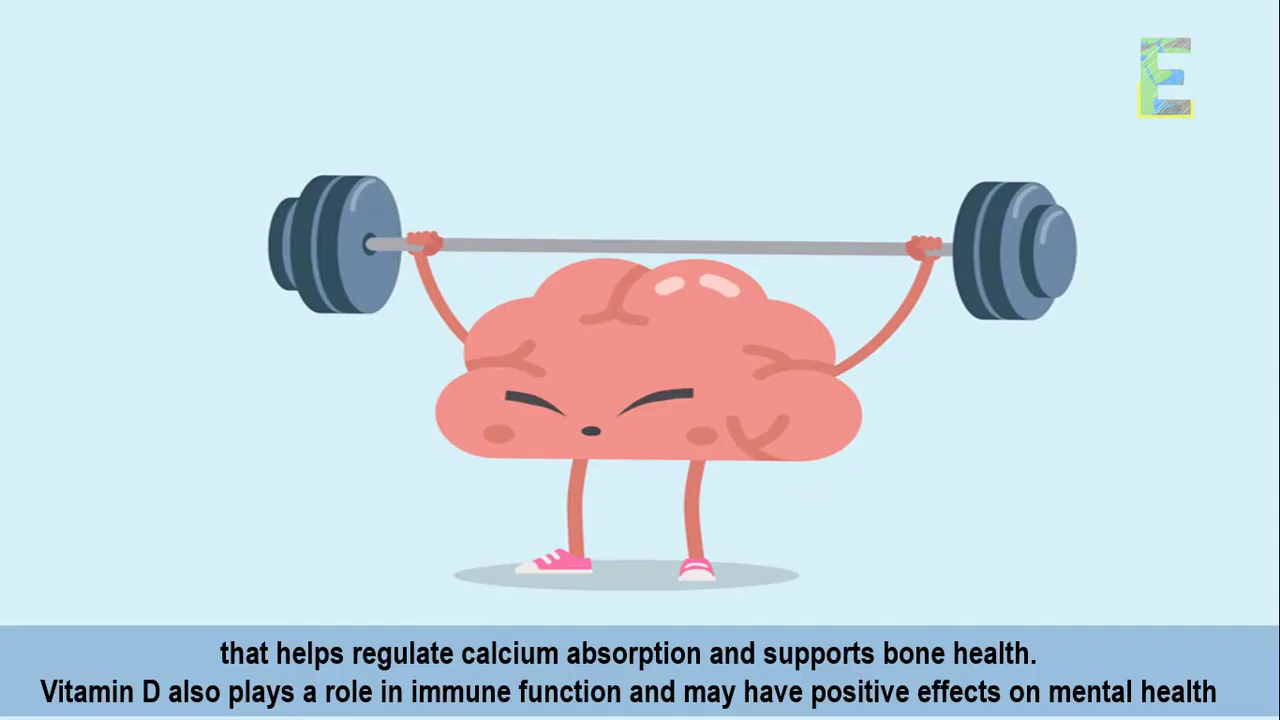 E
that helps regulate calcium absorption and supports bone health.
Vitamin D also plays a role in immune function and may have positive effects on mental health